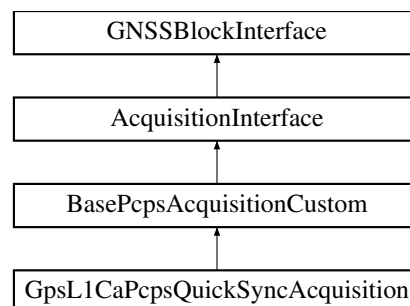 GNSSBlockInterface
AcquisitionInterface
BasePcpsAcquisitionCustom
GpsL1CaPcpsQuickSyncAcquisition